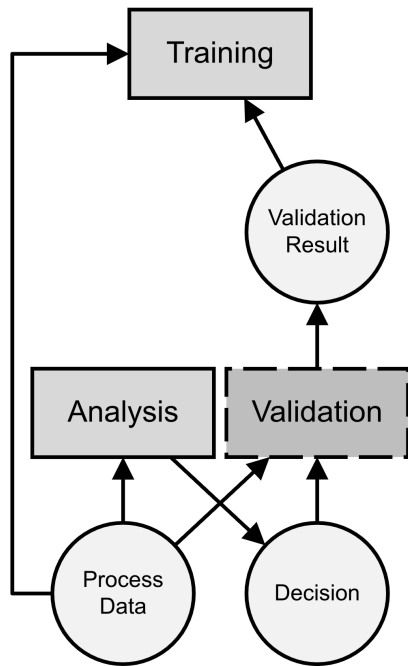 Training
Validation
Result
Analysis
Validation
Process
Data
Decision